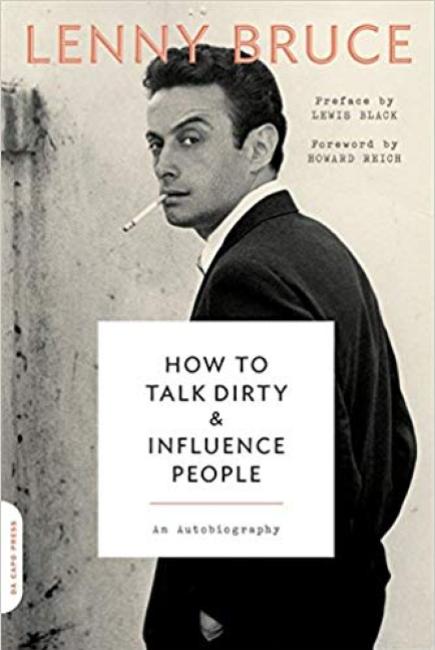 LENNY BRUCE
Preface by
LEWIS BLACK
Foreword by
HOWARD REICH
HOW TO
TALK DIRTY
&
INFLUENCE
PEOPLE
An Autobiography
DA CAPO PRESS